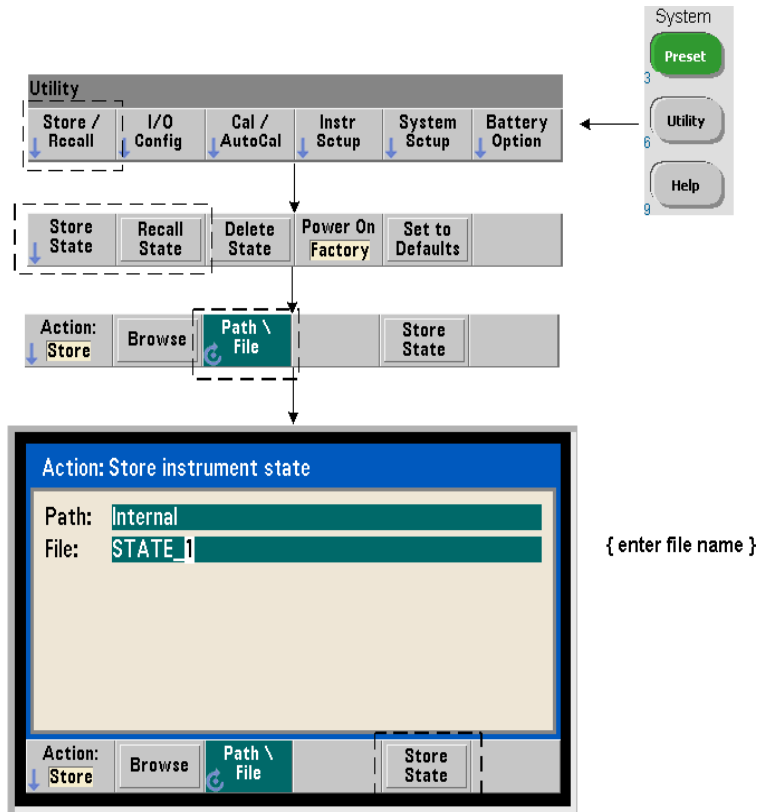 System
Preset
3
Utility
6
Help
9
Utility
Store / Recall
I/O Config
Cal / AutoCal
Instr Setup
System Setup
Battery Option
Store State
Recall State
Delete State
Power On Factory
Set to Defaults
Action: Store
Browse
Path \ File
Store State
Action: Store instrument state
Path: Internal
File: STATE_1
{ enter file name }
Action: Store
Browse
Path \ File
Store State